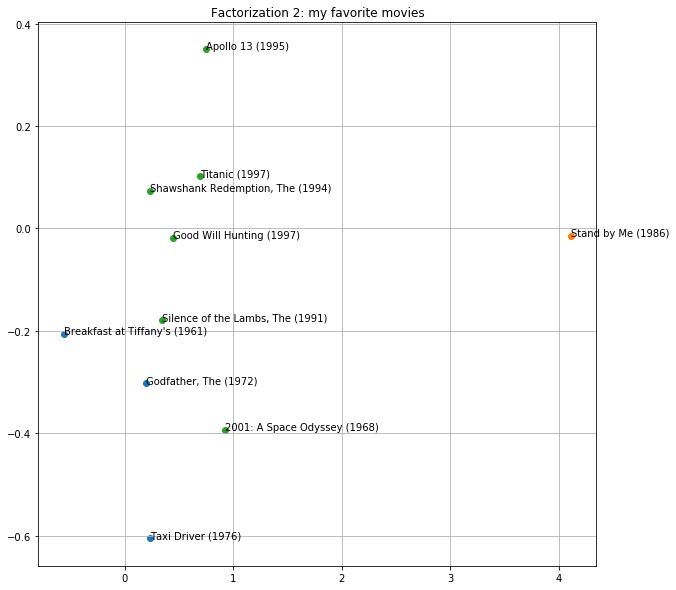 Factorization 2: my favorite movies
0.4
Apollo 13 (1995)
0.2
Titanic (1997)
Shawshank Redemption, The (1994)
0.0
Stand by Me (1986)
Good Will Hunting (1997)
Silence of the Lambs, The (1991)
−0.2
Breakfast at Tiffany's (1961)
Godfather, The (1972)
2001: A Space Odyssey (1968)
−0.4
Taxi Driver (1976)
−0.6
0 1 2 3 4